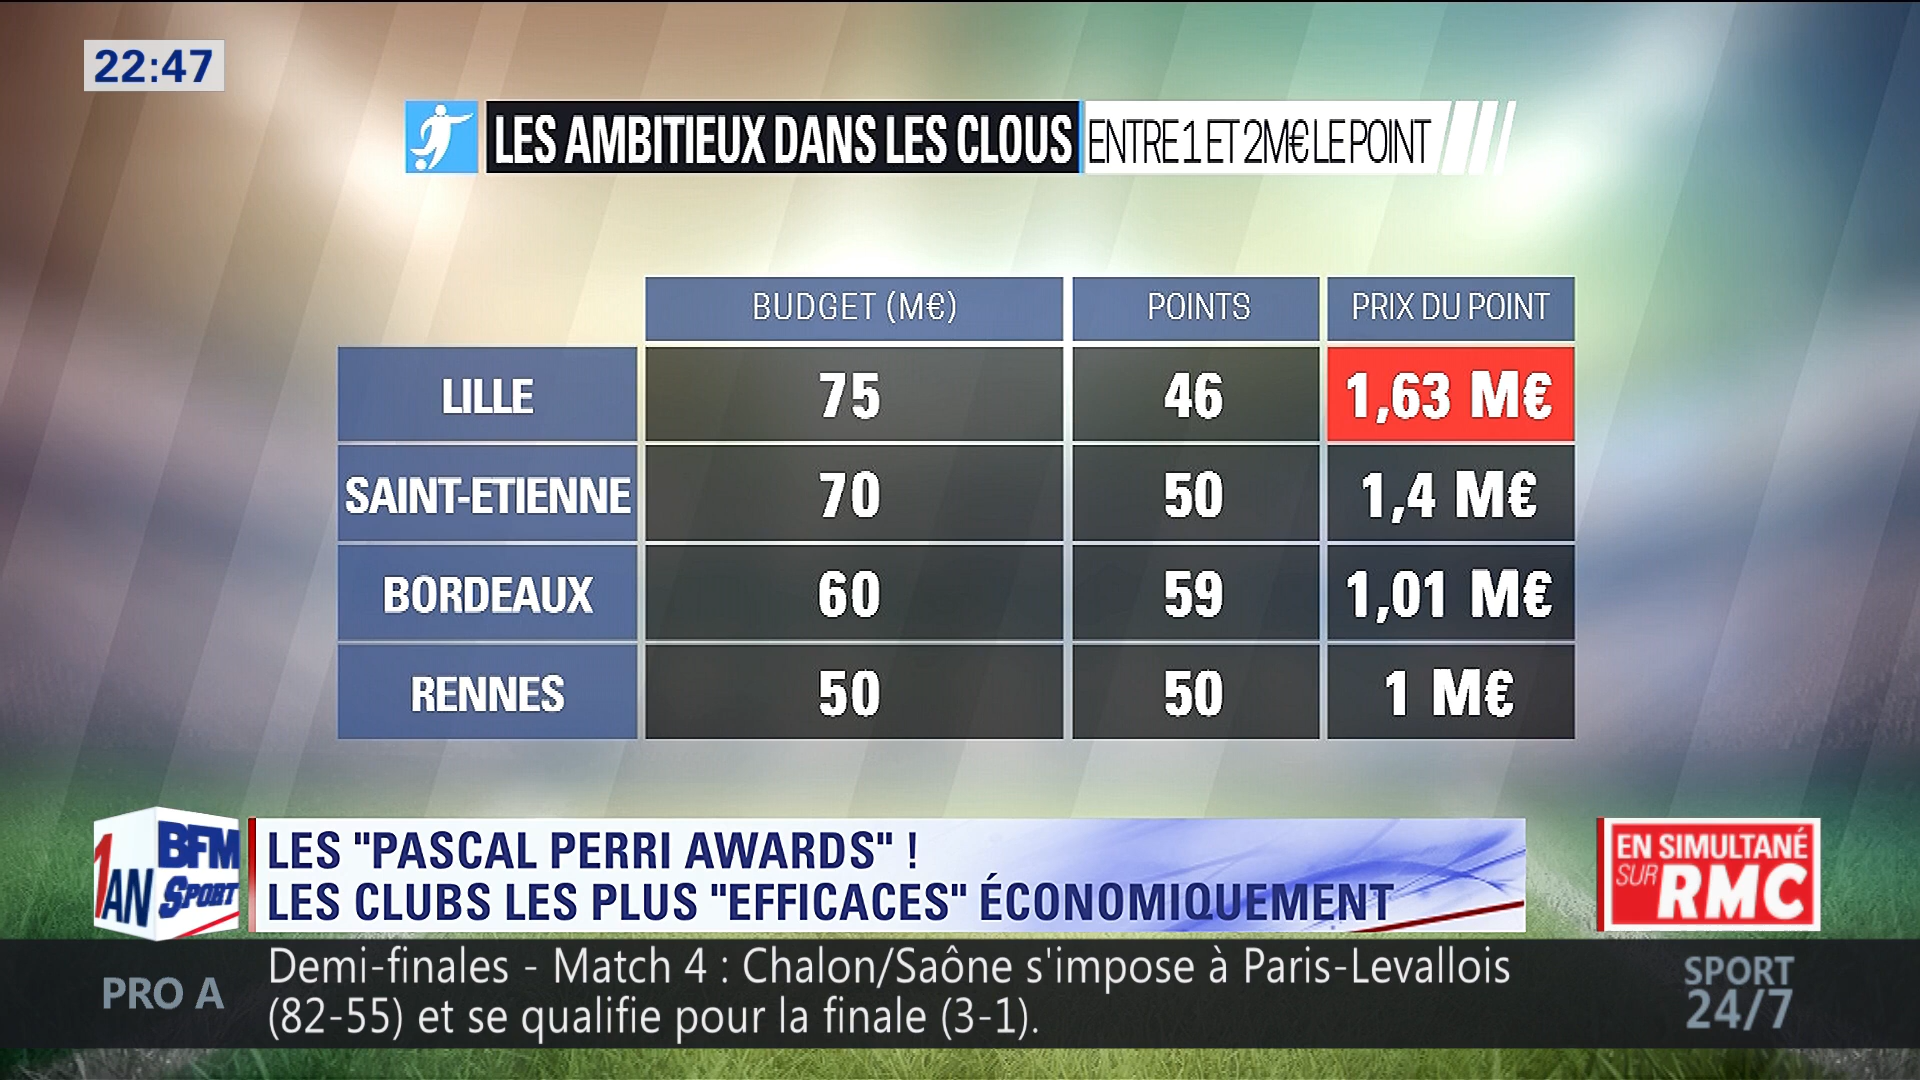 22:47
LES AMBITIEUX DANS LES CLOUS ENTRE 1 ET 2M€ LE POINT
BUDGET (M€) POINTS PRIX DU POINT
LILLE 75 46 1,63 M€
SAINT-ETIENNE 70 50 1,4 M€
BORDEAUX 60 59 1,01 M€
RENNES 50 50 1 M€
1 AN BFM SPORT
LES "PASCAL PERRI AWARDS" !
LES CLUBS LES PLUS "EFFICACES" ÉCONOMIQUEMENT
EN SIMULTANÉ
SUR RMC
PRO A
Demi-finales - Match 4 : Chalon/Saône s'impose à Paris-Levallois
(82-55) et se qualifie pour la finale (3-1).
SPORT
24/7